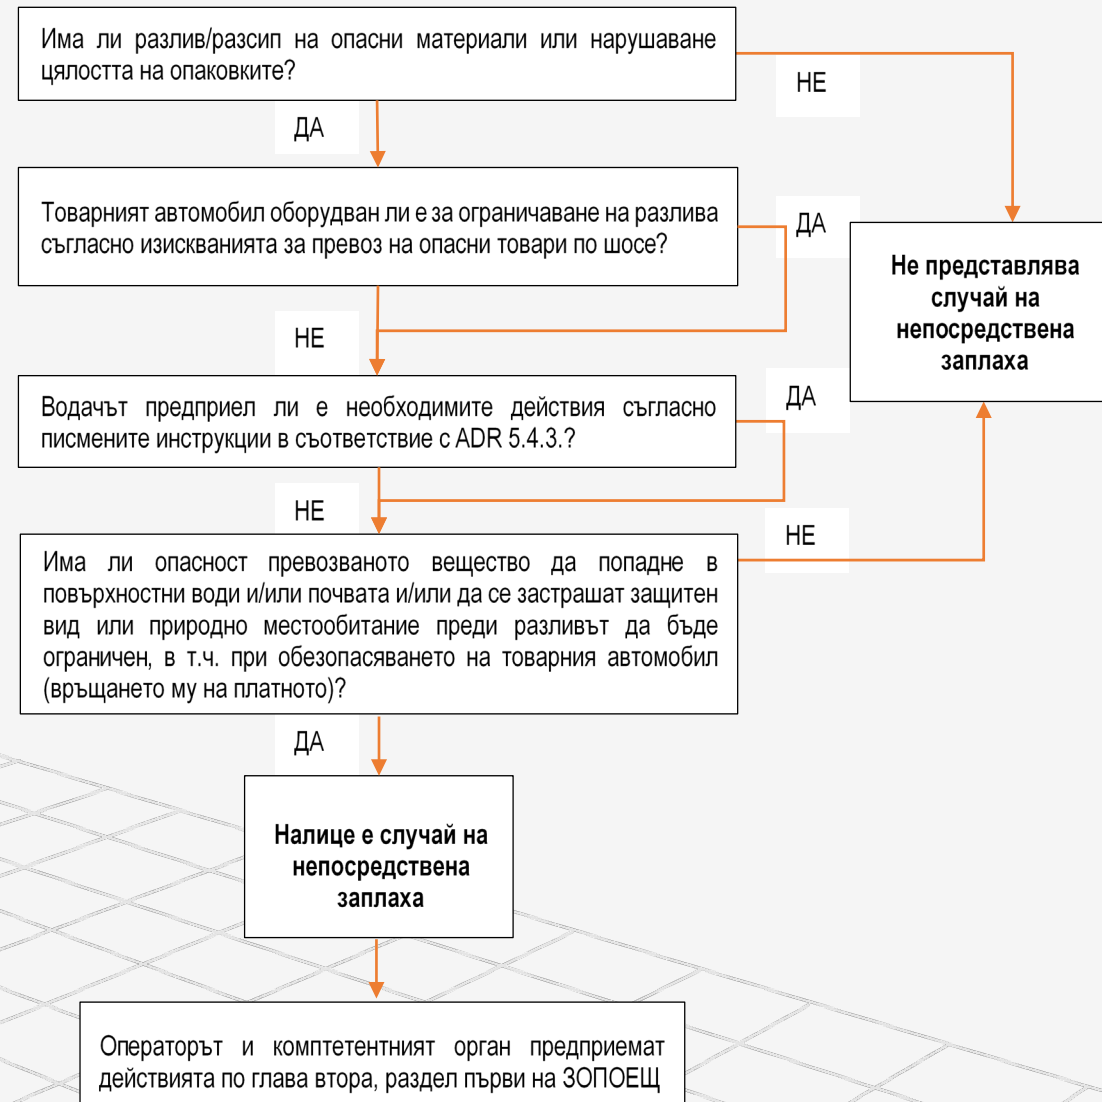 Има ли разлив/разсип на опасни материали или нарушаване
цялостта на опаковките?
НЕ
ДА
Товарният автомобил оборудван ли е за ограничаване на разлива
съгласно изискванията за превоз на опасни товари по шосе?
ДА
Не представлява
случай на
непосредствена
заплаха
НЕ
Водачът предприел ли е необходимите действия съгласно
писмените инструкции в съответствие с ADR 5.4.3.?
ДА
НЕ
НЕ
Има ли опасност превозваното вещество да попадне в
повърхностни води и/или почвата и/или да се застрашат защитен
вид или природно местообитание преди разливът да бъде
ограничен, в т.ч. при обезопасяването на товарния автомобил
(връщането му на платното)?
ДА
Налице е случай на
непосредствена
заплаха
Операторът и комптетентният орган предприемат
действията по глава втора, раздел първи на ЗОПОЕЩ